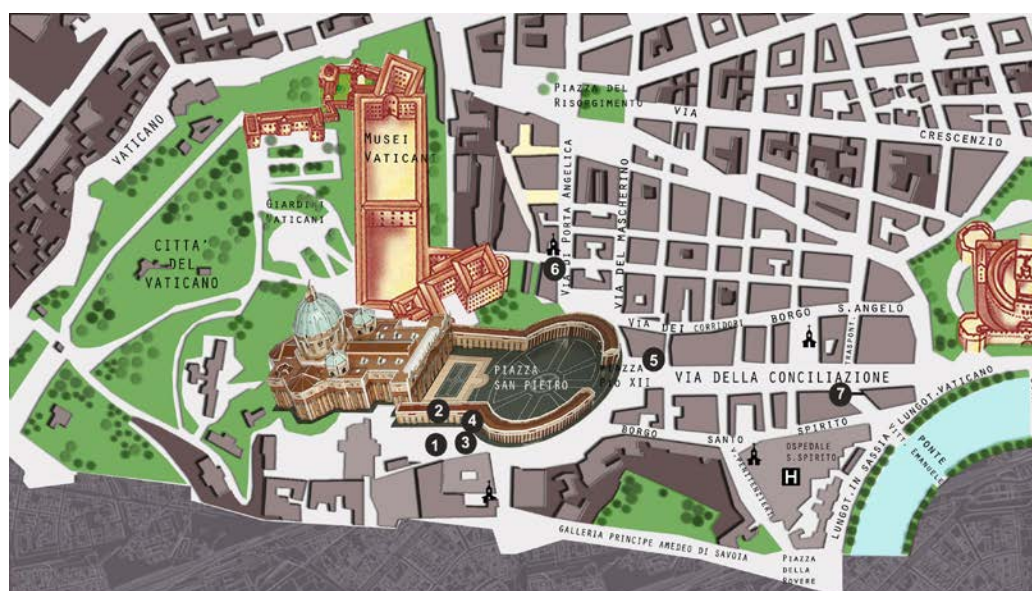 PIAZZA DEL
RISORGIMENTO
VIA
CRESCENZIO
VATICANO
MUSEI
VATICANI
GIARDINI
VATICANI
VIA DI PORTA ANGELICA
VIA DEL MASCHERINO
CITTA'
DEL
VATICANO
6
VIA DEI CORRIDORI
BORGO
S. ANGELO
TRASPONT.
5
PIAZZA
SAN PIETRO
PIAZZA
PIO XII
VIA DELLA CONCILIAZIONE
7
LUNGOT. VATICANO
2
4
1
3
BORGO
SANTO
SPIRITO
V. PENITENZIERI
OSPEDALE
S. SPIRITO
H
LUNGOT. IN SASSIA
PONTE
VITT. EMANUELE
GALLERIA PRINCIPE AMEDEO DI SAVOIA
PIAZZA
DELLA
ROVERE